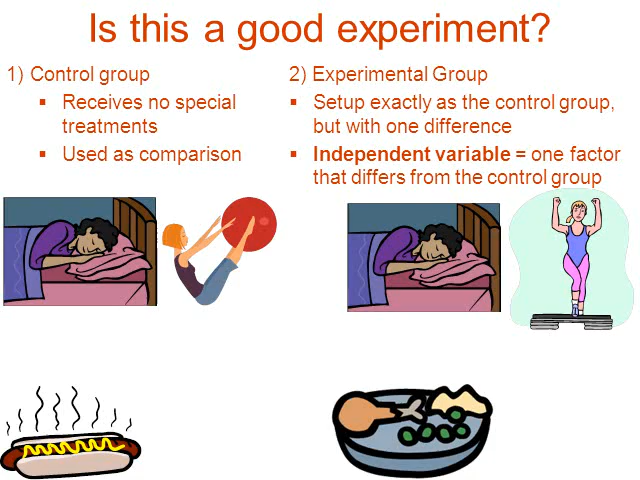 Is this a good experiment?
1) Control group
▪ Receives no special
treatments
▪ Used as comparison
2) Experimental Group
▪ Setup exactly as the control group,
but with one difference
▪ Independent variable = one factor
that differs from the control group